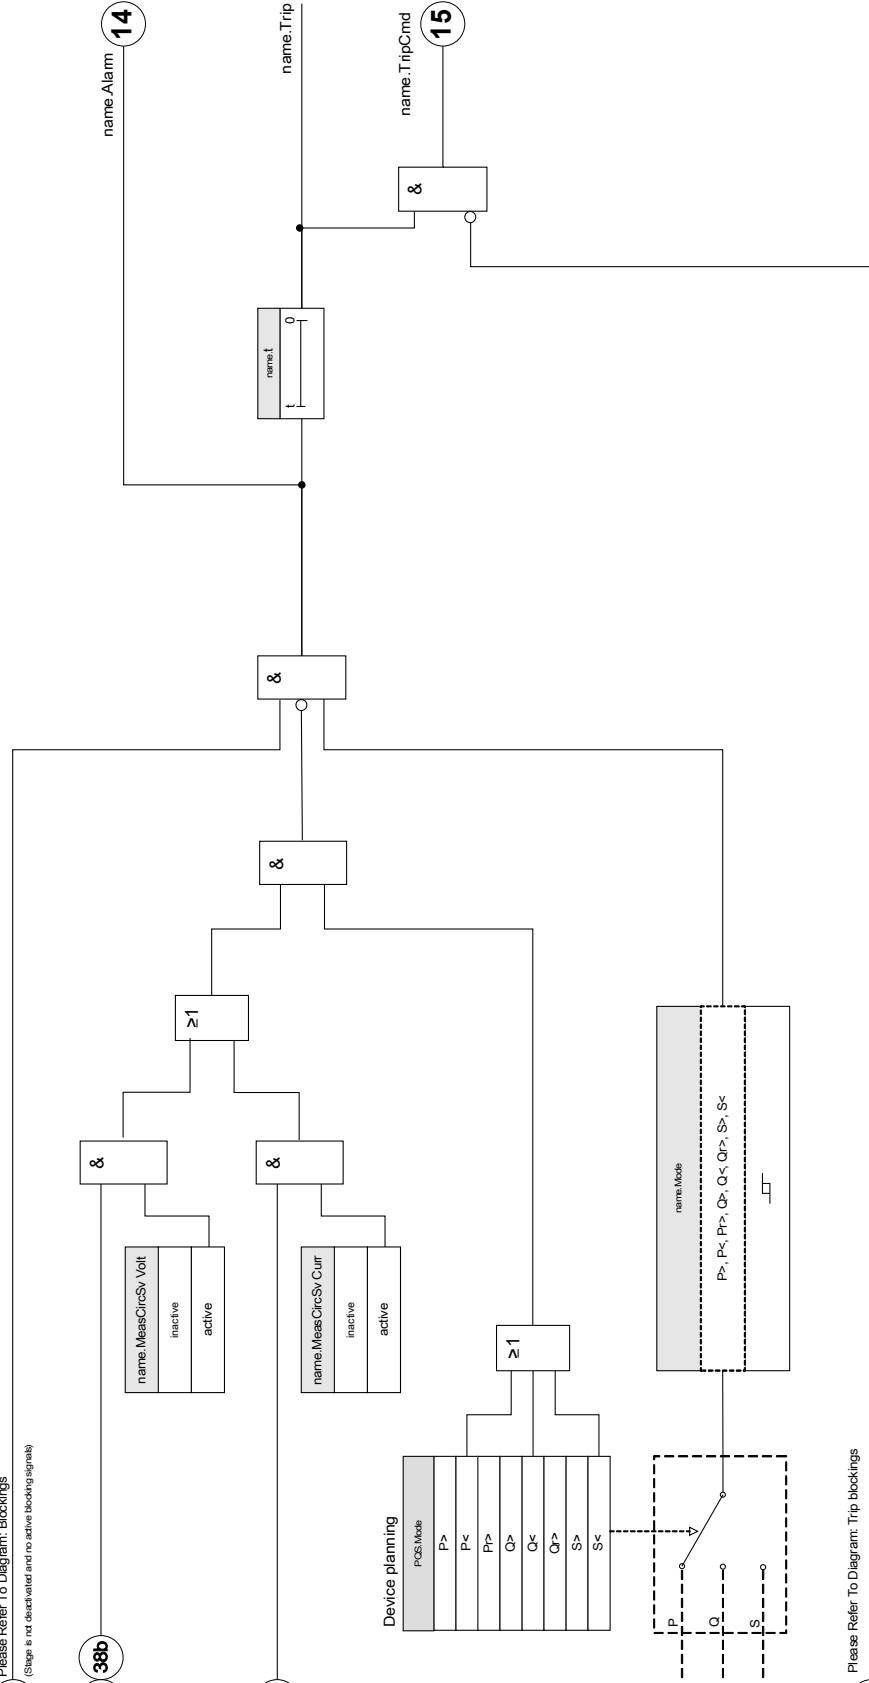 Please Refer To Diagram: Blockings
(Stage is not deactivated and no active blocking signals)
38b
name.MeasCircSv Volt
inactive
active
name.MeasCircSv Curr
inactive
active
&
&
≥1
&
&
Device planning
PQS.Mode
P>
P<
Pr>
Q>
Q<
Qr>
S>
S<
≥1
P
Q
S
name.Mode
P>, P<, Pr>, Q>, Q<, Qr>, S>, S<
name.t
t
0
name.Alarm
14
name.Trip
&
name.TripCmd
15
Please Refer To Diagram: Trip blockings